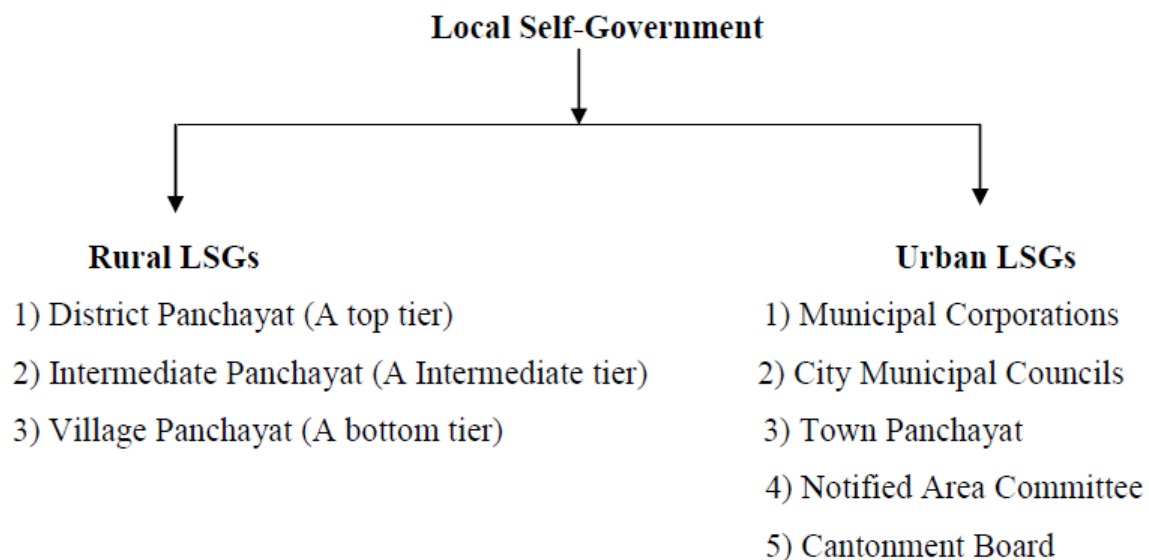 Local Self-Government
Rural LSGs
1) District Panchayat (A top tier)
2) Intermediate Panchayat (A Intermediate tier)
3) Village Panchayat (A bottom tier)
Urban LSGs
1) Municipal Corporations
2) City Municipal Councils
3) Town Panchayat
4) Notified Area Committee
5) Cantonment Board